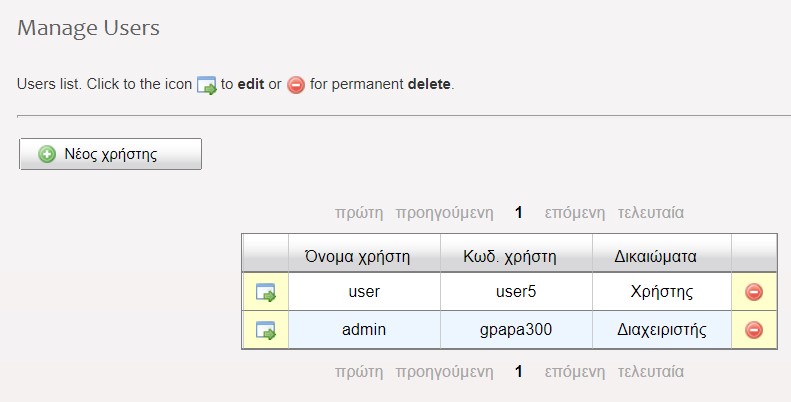 Manage Users
Users list. Click to the icon to edit or for permanent delete.
Νέος χρήστης
πρώτη προηγούμενη 1 επόμενη τελευταία
Όνομα χρήστη Κωδ. χρήστη Δικαιώματα
user user5 Χρήστης
admin gpapa300 Διαχειριστής
πρώτη προηγούμενη 1 επόμενη τελευταία